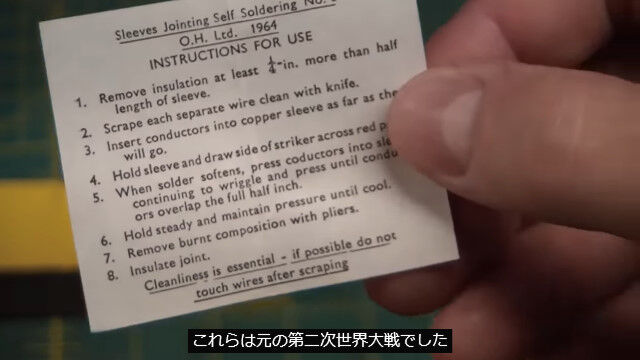 Sleeves Jointing Self Soldering No.
O.H. Ltd. 1964
INSTRUCTIONS FOR USE
1. Remove insulation at least ¼-in. more than half
length of sleeve.
2. Scrape each separate wire clean with knife.
3. Insert conductors into copper sleeve as far as the
will go.
4. Hold sleeve and draw side of striker across red
5. When solder softens, press coductors into
continuing to wriggle and press until condu
ors overlap the full half inch.
6. Hold steady and maintain pressure until cool.
7. Remove burnt composition with pliers.
8. Insulate joint.
Cleanliness is essential - if possible do not
touch wires after scraping
これらは元の第二次世界大戦でした